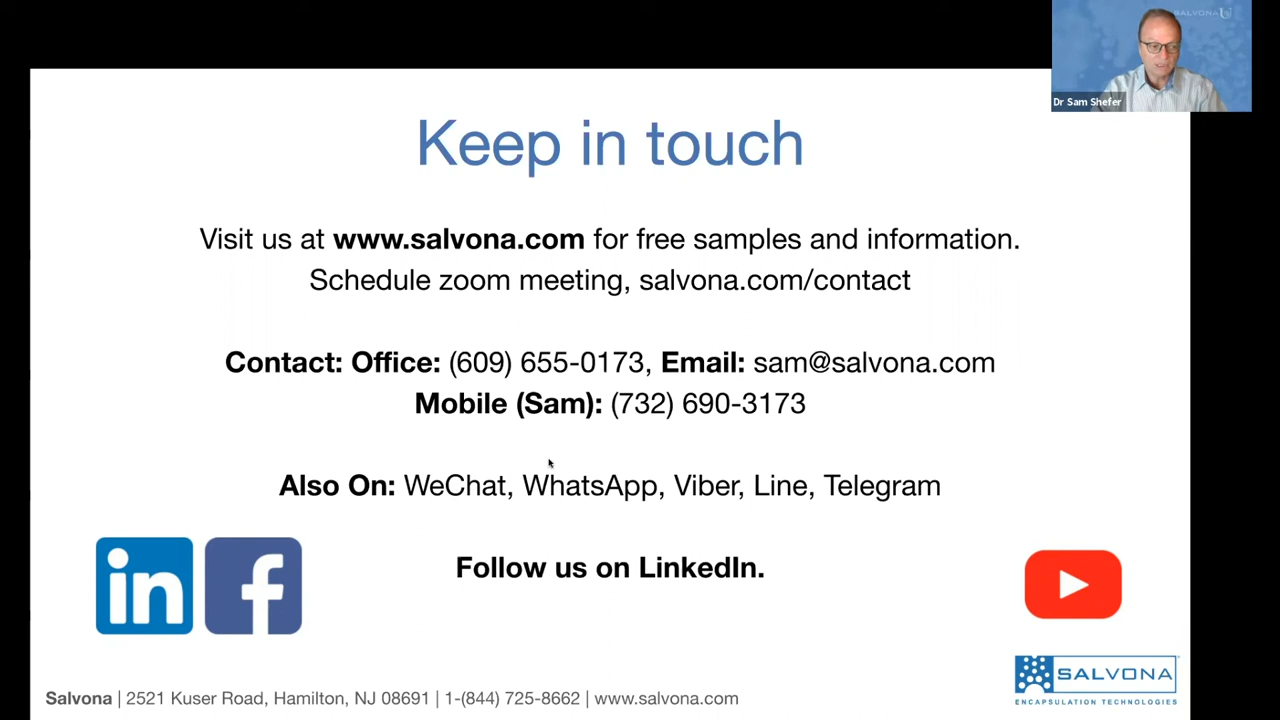 SALVONA U
Dr Sam Shefer
Keep in touch
Visit us at www.salvona.com for free samples and information.
Schedule zoom meeting, salvona.com/contact
Contact: Office: (609) 655-0173, Email: sam@salvona.com
Mobile (Sam): (732) 690-3173
Also On: WeChat, WhatsApp, Viber, Line, Telegram
Follow us on LinkedIn.
in f
SALVONA
ENCAPSULATION TECHNOLOGIES
Salvona | 2521 Kuser Road, Hamilton, NJ 08691 | 1-(844) 725-8662 | www.salvona.com